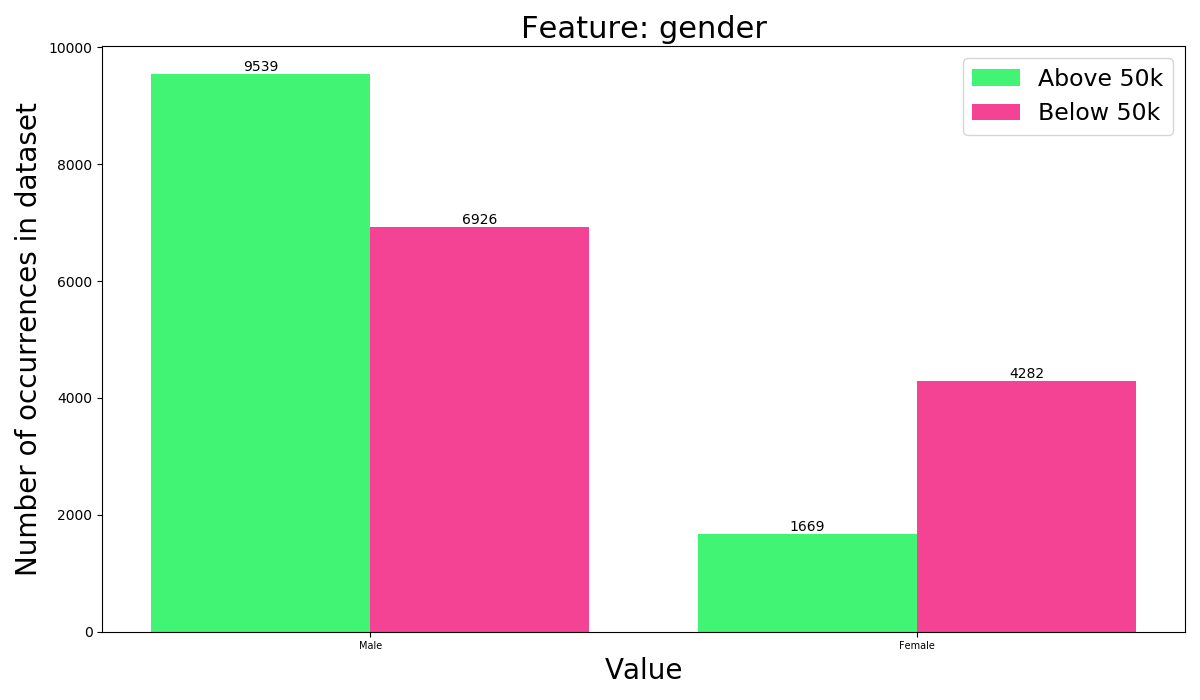 Feature: gender
Number of occurrences in dataset
10000
8000
6000
4000
2000
0
9539
6926
1669
4282
Above 50k
Below 50k
Male
Female
Value